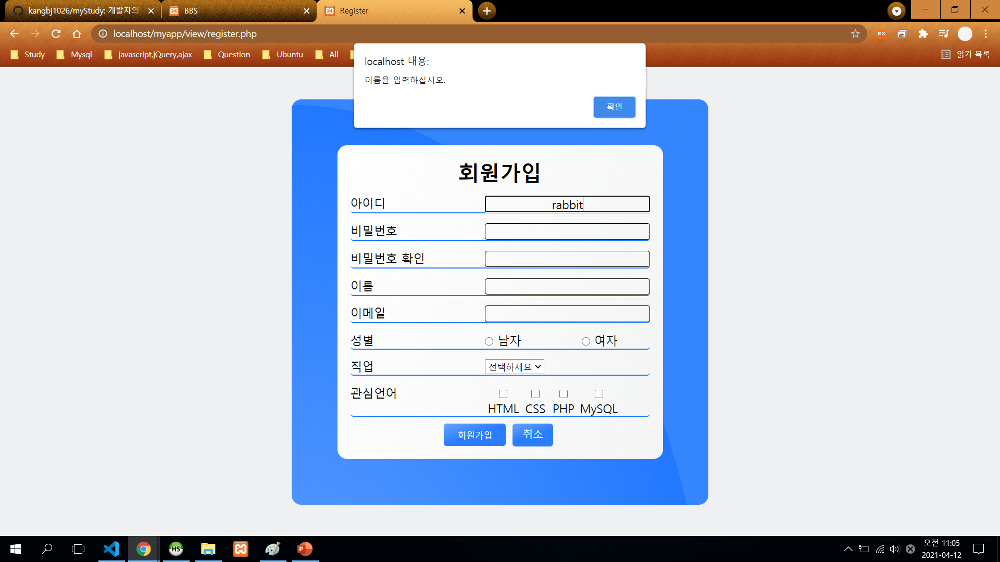 kangbj1026/myStudy: 개발자의
BBS
Register
localhost/myapp/view/register.php
EX
Study
Mysql
javascript,jQuery,ajax
Question
Ubuntu
All
읽기 목록
localhost 내용:
이름을 입력하십시오.
확인
회원가입
아이디
rabbit
비밀번호
비밀번호 확인
이름
이메일
성별
남자
여자
직업
선택하세요
관심언어
HTML CSS PHP MySQL
회원가입
취소
HS
P
오전 11:05
2021-04-12